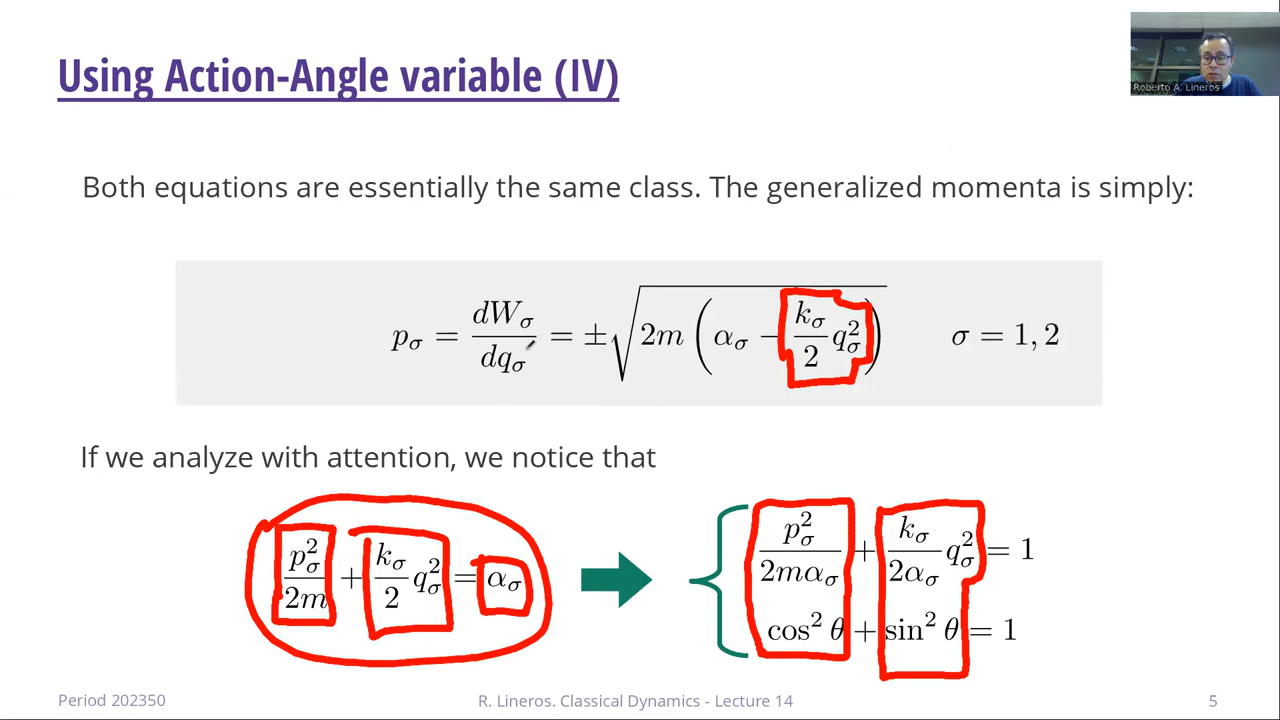 Using Action-Angle variable (IV)
Roberto A. Lineros
Both equations are essentially the same class. The generalized momenta is simply:
p_σ = dW_σ/dq_σ = ±√(2m(α_σ − k_σ/2 q_σ²)) σ = 1, 2
If we analyze with attention, we notice that
p_σ²/2m + k_σ/2 q_σ² = α_σ
p_σ²/2mα_σ + k_σ/2α_σ q_σ² = 1
cos² θ + sin² θ = 1
Period 202350
R. Lineros. Classical Dynamics - Lecture 14
5